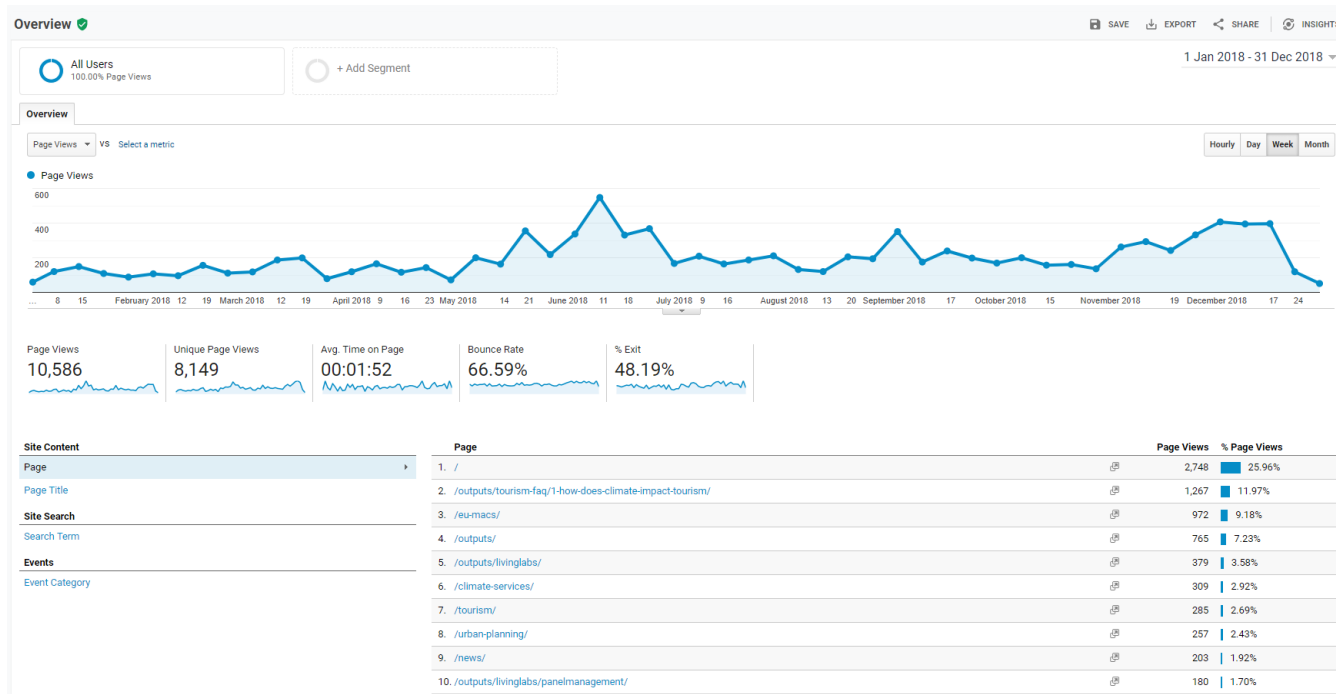 Overview
SAVE EXPORT SHARE INSIGHTS
All Users
100.00% Page Views
+ Add Segment
1 Jan 2018 - 31 Dec 2018
Overview
Page Views VS Select a metric
Hourly Day Week Month
Page Views
600
400
200
... 8 15 February 2018 12 19 March 2018 12 19 April 2018 9 16 23 May 2018 14 21 June 2018 11 18 July 2018 9 16 August 2018 13 20 September 2018 17 October 2018 15 November 2018 19 December 2018 17 24
Page Views Unique Page Views Avg. Time on Page Bounce Rate % Exit
10,586 8,149 00:01:52 66.59% 48.19%
Site Content
Page
Page Title
Site Search
Search Term
Events
Event Category
Page Page Views % Page Views
1. / 2,748 25.96%
2. /outputs/tourism-faq/1-how-does-climate-impact-tourism/ 1,267 11.97%
3. /eu-macs/ 972 9.18%
4. /outputs/ 765 7.23%
5. /outputs/livinglabs/ 379 3.58%
6. /climate-services/ 309 2.92%
7. /tourism/ 285 2.69%
8. /urban-planning/ 257 2.43%
9. /news/ 203 1.92%
10. /outputs/livinglabs/panelmanagement/ 180 1.70%